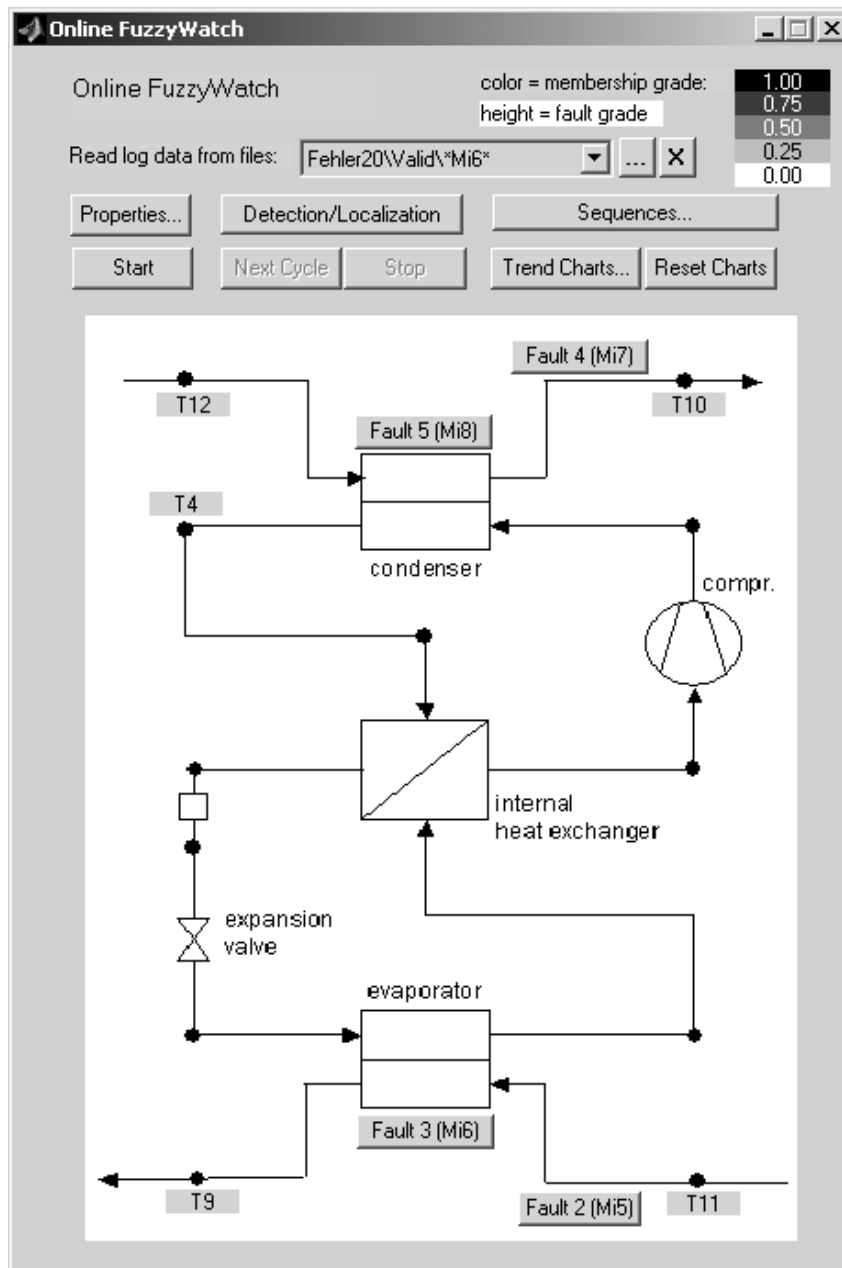 Online FuzzyWatch
Online FuzzyWatch
color = membership grade:
height = fault grade
1.00
0.75
0.50
0.25
0.00
Read log data from files:
Fehler20\Valid\*Mi6*
...
Properties...
Detection/Localization
Sequences...
Start
Next Cycle
Stop
Trend Charts...
Reset Charts
Fault 4 (Mi7)
T12
T10
Fault 5 (Mi8)
T4
condenser
compr.
internal
heat exchanger
expansion
valve
evaporator
Fault 3 (Mi6)
T9
Fault 2 (Mi5)
T11